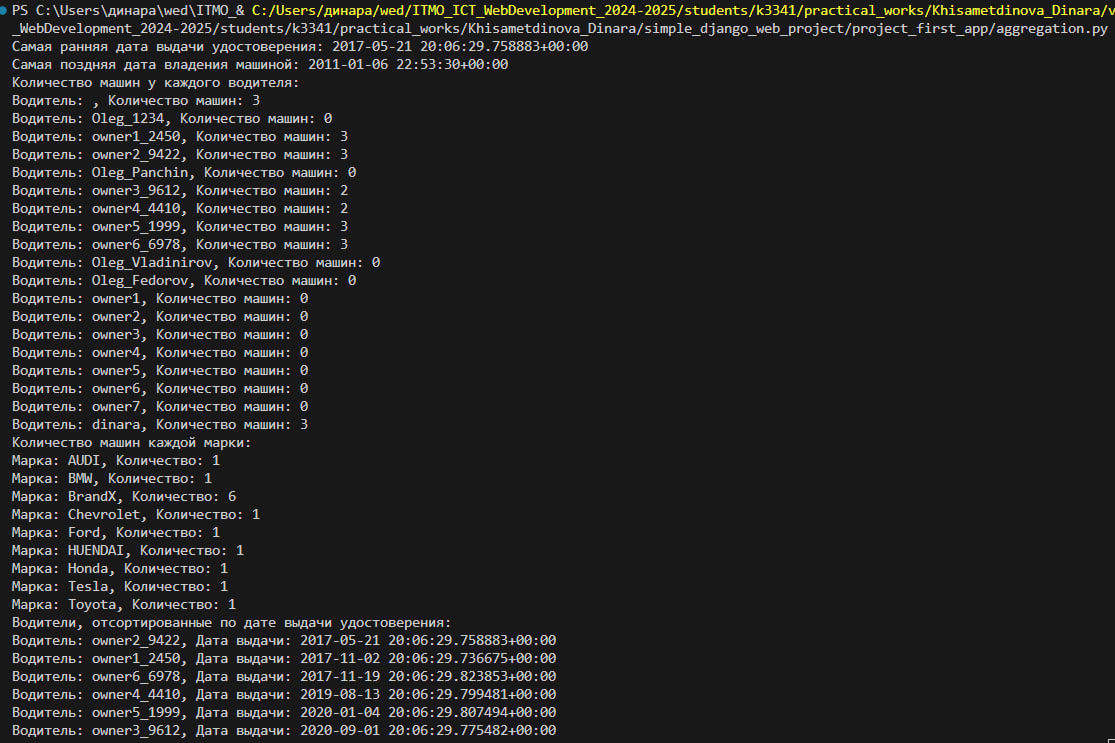 PS C:\Users\динара\wed\ITMO_& C:/Users/динара/wed/ITMO_ICT_WebDevelopment_2024-2025/students/k3341/practical_works/Khisametdinova_Dinara/v
_WebDevelopment_2024-2025/students/k3341/practical_works/Khisametdinova_Dinara/simple_django_web_project/project_first_app/aggregation.py
Самая ранняя дата выдачи удостоверения: 2017-05-21 20:06:29.758883+00:00
Самая поздняя дата владения машиной: 2011-01-06 22:53:30+00:00
Количество машин у каждого водителя:
Водитель: , Количество машин: 3
Водитель: Oleg_1234, Количество машин: 0
Водитель: owner1_2450, Количество машин: 3
Водитель: owner2_9422, Количество машин: 3
Водитель: Oleg_Panchin, Количество машин: 0
Водитель: owner3_9612, Количество машин: 2
Водитель: owner4_4410, Количество машин: 2
Водитель: owner5_1999, Количество машин: 3
Водитель: owner6_6978, Количество машин: 3
Водитель: Oleg_Vladinirov, Количество машин: 0
Водитель: Oleg_Fedorov, Количество машин: 0
Водитель: owner1, Количество машин: 0
Водитель: owner2, Количество машин: 0
Водитель: owner3, Количество машин: 0
Водитель: owner4, Количество машин: 0
Водитель: owner5, Количество машин: 0
Водитель: owner6, Количество машин: 0
Водитель: owner7, Количество машин: 0
Водитель: dinara, Количество машин: 3
Количество машин каждой марки:
Марка: AUDI, Количество: 1
Марка: BMW, Количество: 1
Марка: BrandX, Количество: 6
Марка: Chevrolet, Количество: 1
Марка: Ford, Количество: 1
Марка: HUENDAI, Количество: 1
Марка: Honda, Количество: 1
Марка: Tesla, Количество: 1
Марка: Toyota, Количество: 1
Водители, отсортированные по дате выдачи удостоверения:
Водитель: owner2_9422, Дата выдачи: 2017-05-21 20:06:29.758883+00:00
Водитель: owner1_2450, Дата выдачи: 2017-11-02 20:06:29.736675+00:00
Водитель: owner6_6978, Дата выдачи: 2017-11-19 20:06:29.823853+00:00
Водитель: owner4_4410, Дата выдачи: 2019-08-13 20:06:29.799481+00:00
Водитель: owner5_1999, Дата выдачи: 2020-01-04 20:06:29.807494+00:00
Водитель: owner3_9612, Дата выдачи: 2020-09-01 20:06:29.775482+00:00